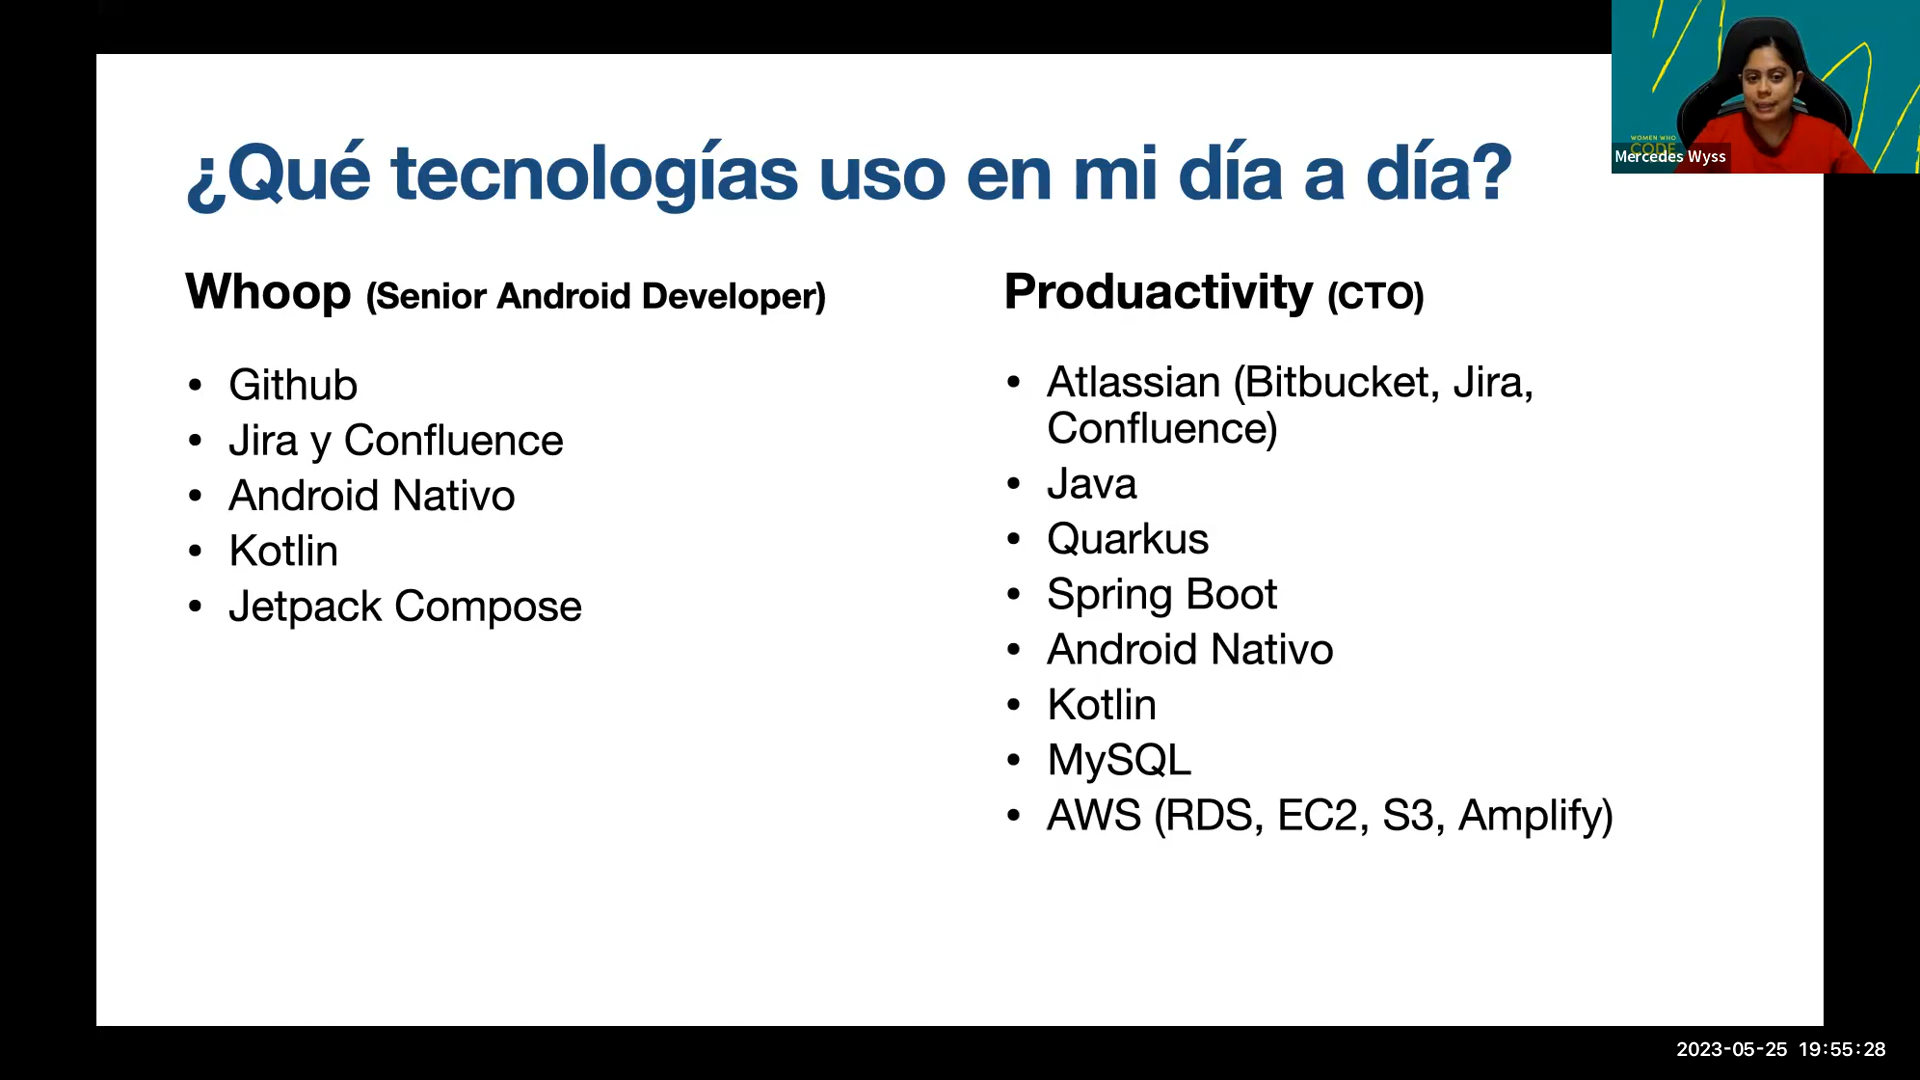 ¿Qué tecnologías uso en mi día a día?
Whoop (Senior Android Developer)
• Github
• Jira y Confluence
• Android Nativo
• Kotlin
• Jetpack Compose
Produactivity (CTO)
• Atlassian (Bitbucket, Jira,
Confluence)
• Java
• Quarkus
• Spring Boot
• Android Nativo
• Kotlin
• MySQL
• AWS (RDS, EC2, S3, Amplify)
WOMEN WHO
CODE
Mercedes Wyss
2023-05-25 19:55:28